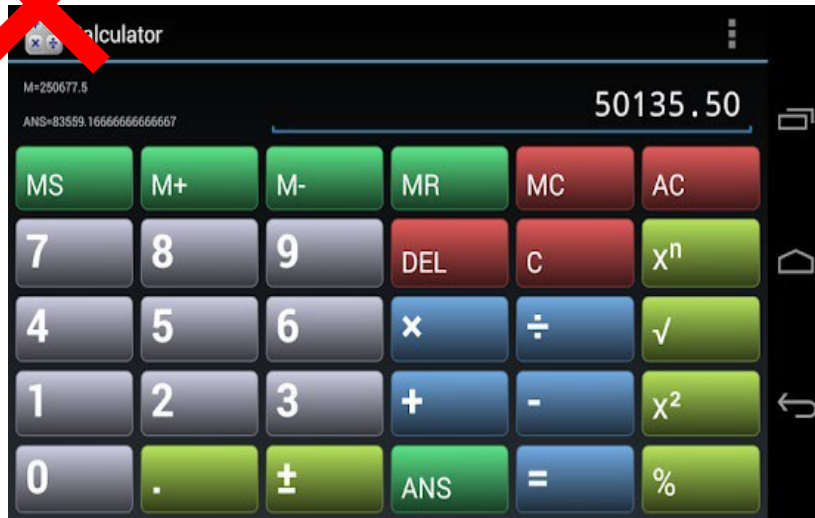 Calculator
M=250677.5
ANS=83559.16666666666667
50135.50
MS M+ M- MR MC AC
7 8 9 DEL C xⁿ
4 5 6 × ÷ √
1 2 3 + - x²
0 . ± ANS = %